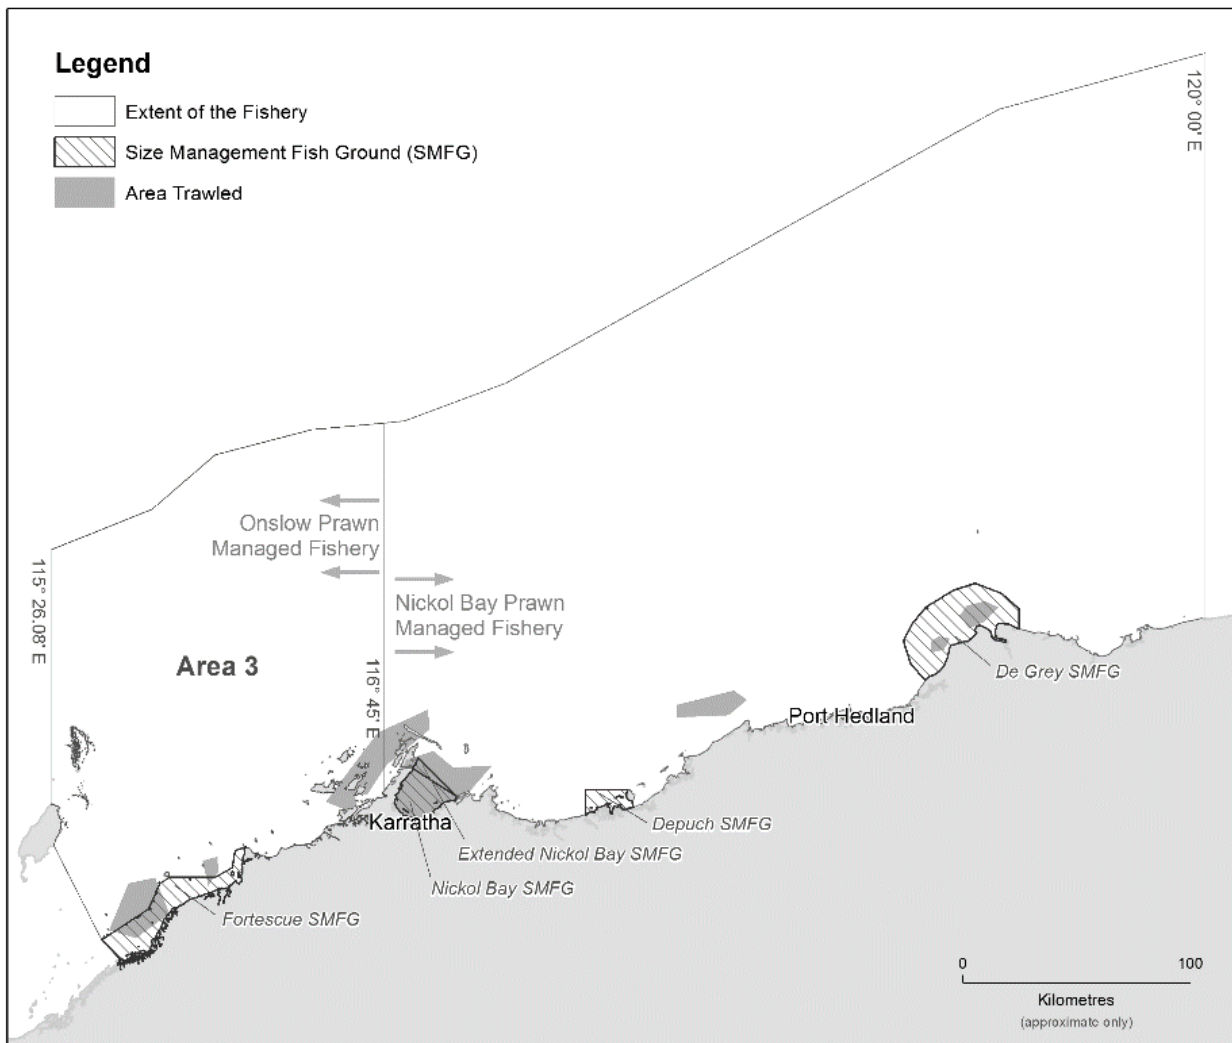 Legend
Extent of the Fishery
Size Management Fish Ground (SMFG)
Area Trawled
120° 00' E
Onslow Prawn
Managed Fishery
Nickol Bay Prawn
Managed Fishery
115° 26.08' E
Area 3
116° 45' E
De Grey SMFG
Port Hedland
Karratha
Depuch SMFG
Extended Nickol Bay SMFG
Nickol Bay SMFG
Fortescue SMFG
0 100
Kilometres
(approximate only)